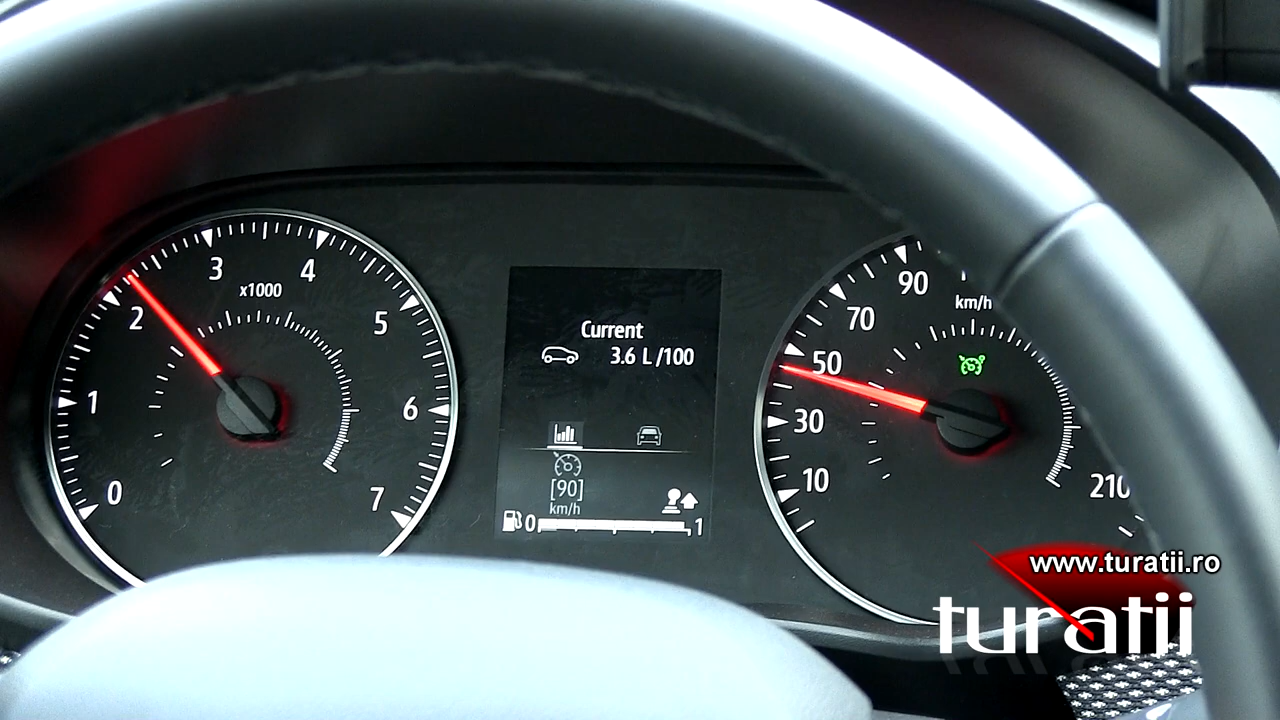 0 1 2 3 4 5 6 7
x1000
Current
3.6 L/100
[90]
km/h
0 1
10 30 50 70 90 210
km/h
www.turatii.ro
turatii